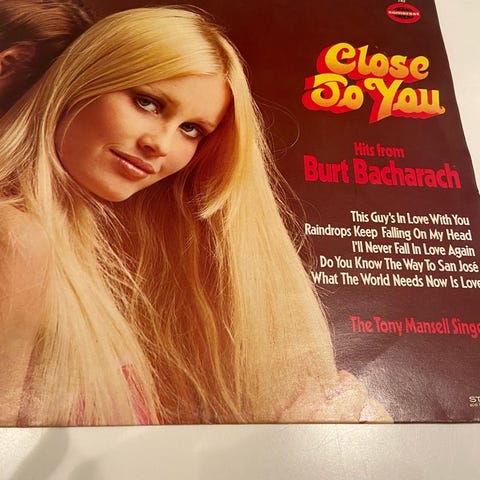 somerset
Close
To You
Hits from
Burt Bacharach
This Guy's In Love With You
Raindrops Keep Falling On My Head
I'll Never Fall In Love Again
Do You Know The Way To San José
What The World Needs Now Is Love
The Tony Mansell Singe
ST